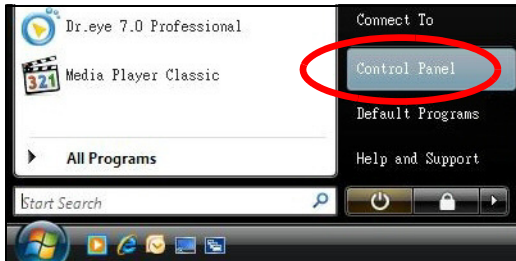 Dr.eye 7.0 Professional
321
Media Player Classic
All Programs
Start Search
Connect To
Control Panel
Default Programs
Help and Support